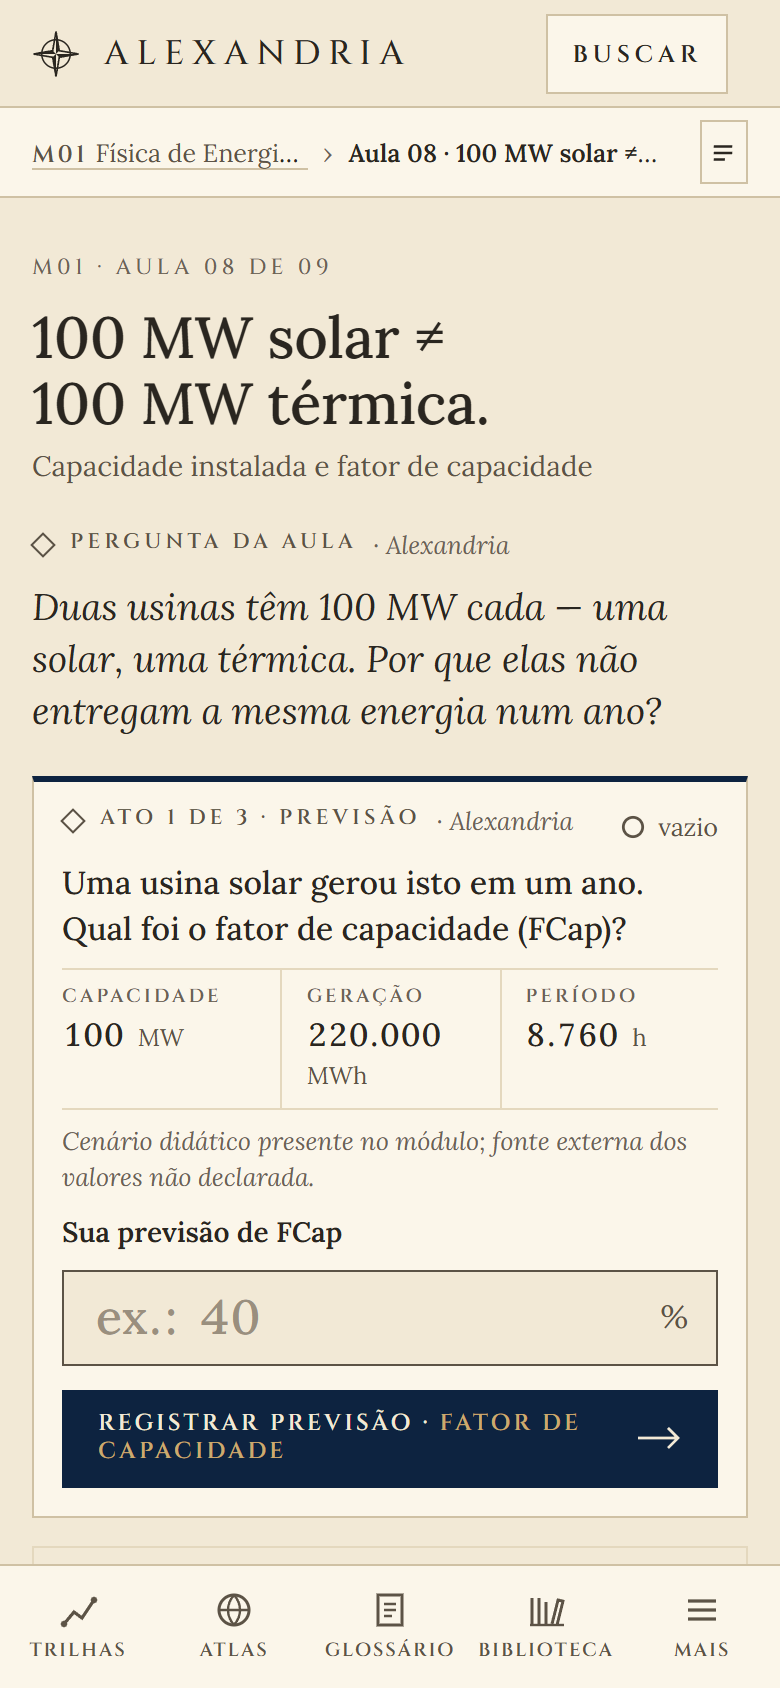 ALEXANDRIA
BUSCAR
M01 Física de Energi... › Aula 08 · 100 MW solar ≠...
M01 · AULA 08 DE 09
100 MW solar ≠
100 MW térmica.
Capacidade instalada e fator de capacidade
PERGUNTA DA AULA · Alexandria
Duas usinas têm 100 MW cada — uma
solar, uma térmica. Por que elas não
entregam a mesma energia num ano?
ATO 1 DE 3 · PREVISÃO · Alexandria
vazio
Uma usina solar gerou isto em um ano.
Qual foi o fator de capacidade (FCap)?
CAPACIDADE
100 MW
GERAÇÃO
220.000
MWh
PERÍODO
8.760 h
Cenário didático presente no módulo; fonte externa dos
valores não declarada.
Sua previsão de FCap
ex.: 40
%
REGISTRAR PREVISÃO · FATOR DE
CAPACIDADE
TRILHAS
ATLAS
GLOSSÁRIO
BIBLIOTECA
MAIS